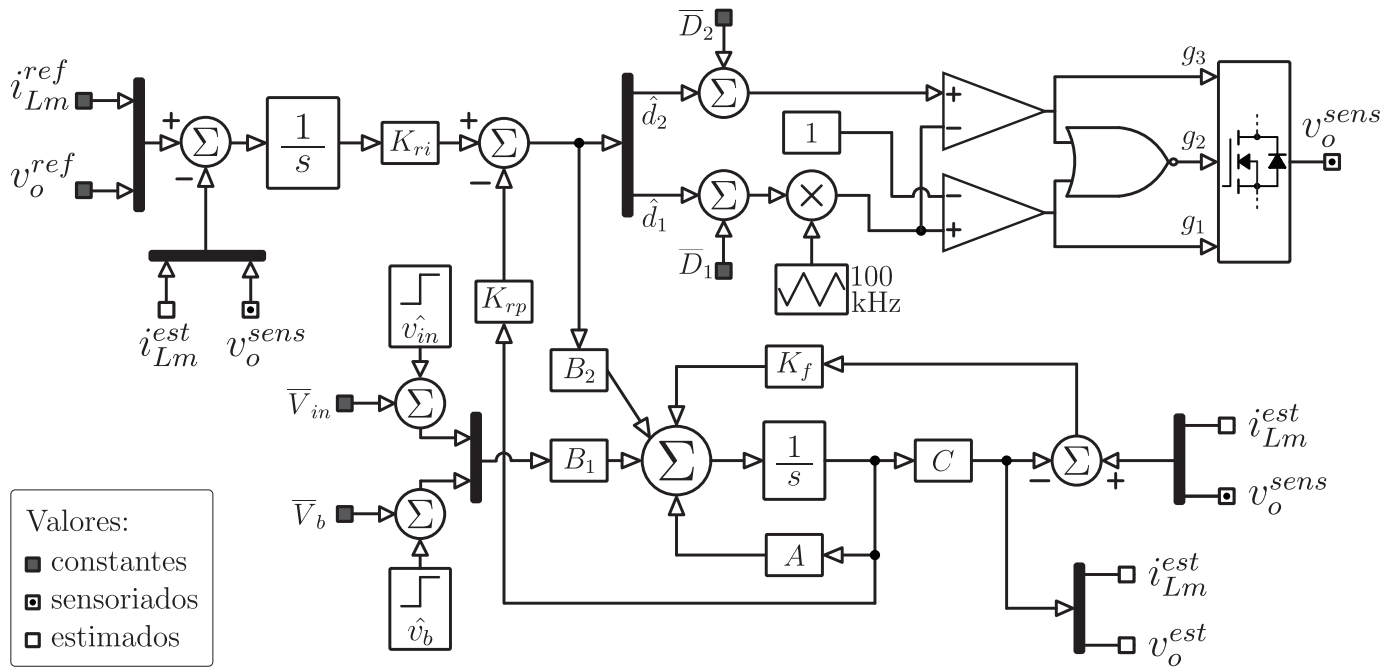 i_{Lm}^{ref}
v_o^{ref}
+
Σ
−
1/s
K_{ri}
+
Σ
−
i_{Lm}^{est}
v_o^{sens}
K_{rp}
\hat{d}_2
\hat{d}_1
\overline{D}_2
Σ
Σ
\overline{D}_1
1
×
100
kHz
+
−
−
+
g_3
g_2
g_1
v_o^{sens}
\hat{v_{in}}
\overline{V}_{in}
Σ
\overline{V}_b
Σ
\hat{v_b}
B_2
B_1
Σ
K_f
1/s
A
C
Σ
−
+
i_{Lm}^{est}
v_o^{sens}
i_{Lm}^{est}
v_o^{est}
Valores:
constantes
sensoriados
estimados